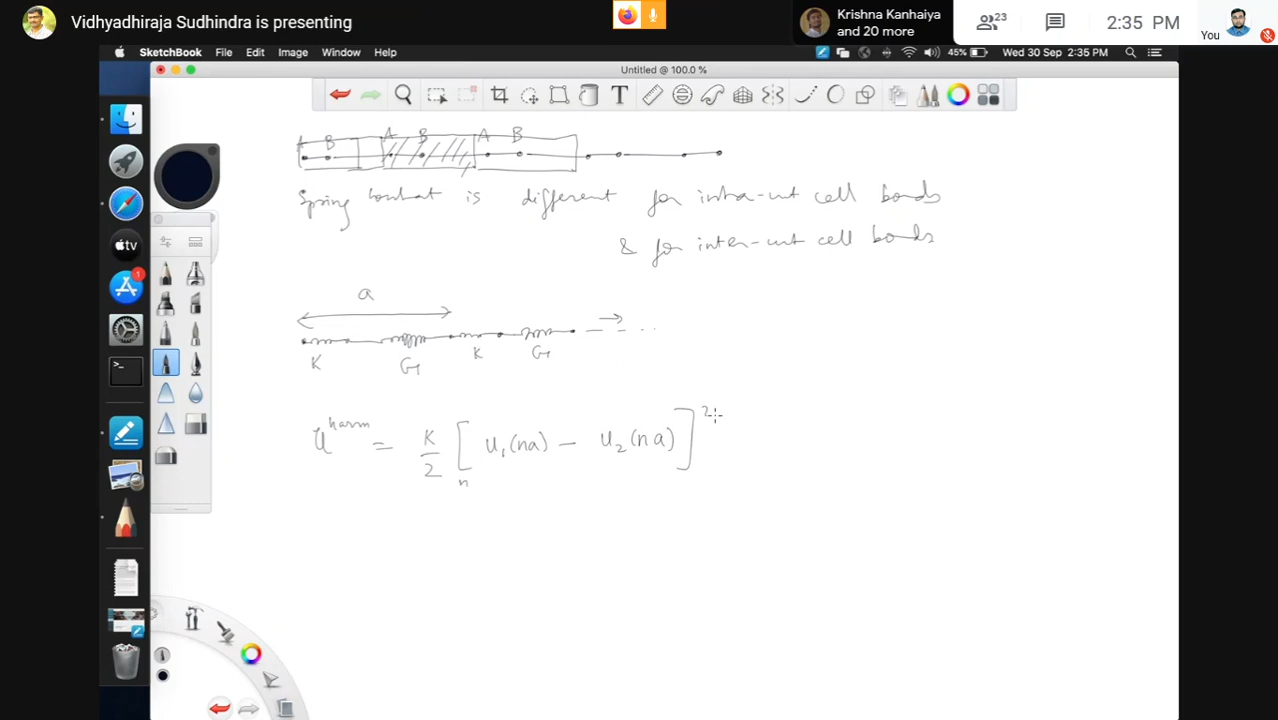 Vidhyadhiraja Sudhindra is presenting
Krishna Kanhaiya
and 20 more
23
2:35 PM
You
SketchBook File Edit Image Window Help
45% Wed 30 Sep 2:35 PM
Untitled @ 100.0 %
A B A B A B
Spring constant is different for intra-unit cell bonds
& for inter-unit cell bonds
a
K G K G
U^harm = K/2 [ u₁(na) − u₂(na) ]²
n
tv
1
T